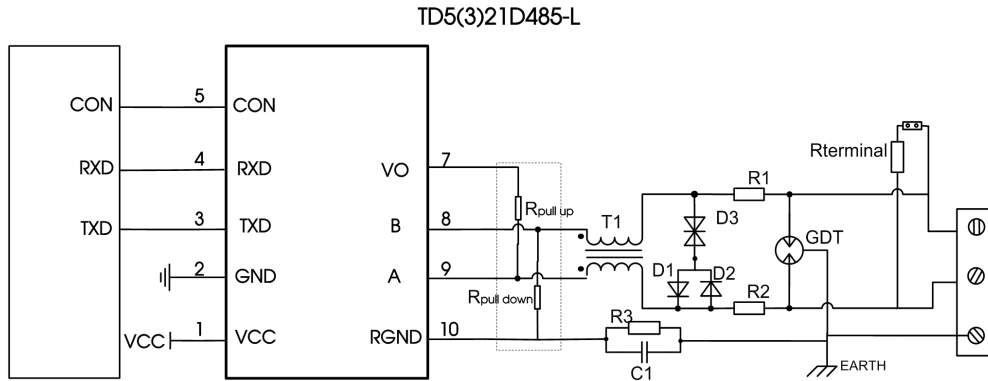 TD5(3)21D485-L
CON 5 CON
RXD 4 RXD
TXD 3 TXD
2 GND
VCC 1 VCC
VO 7
B 8
A 9
RGND 10
Rpull up
Rpull down
T1
D3
D1
D2
R1
R2
GDT
Rterminal
R3
C1
EARTH